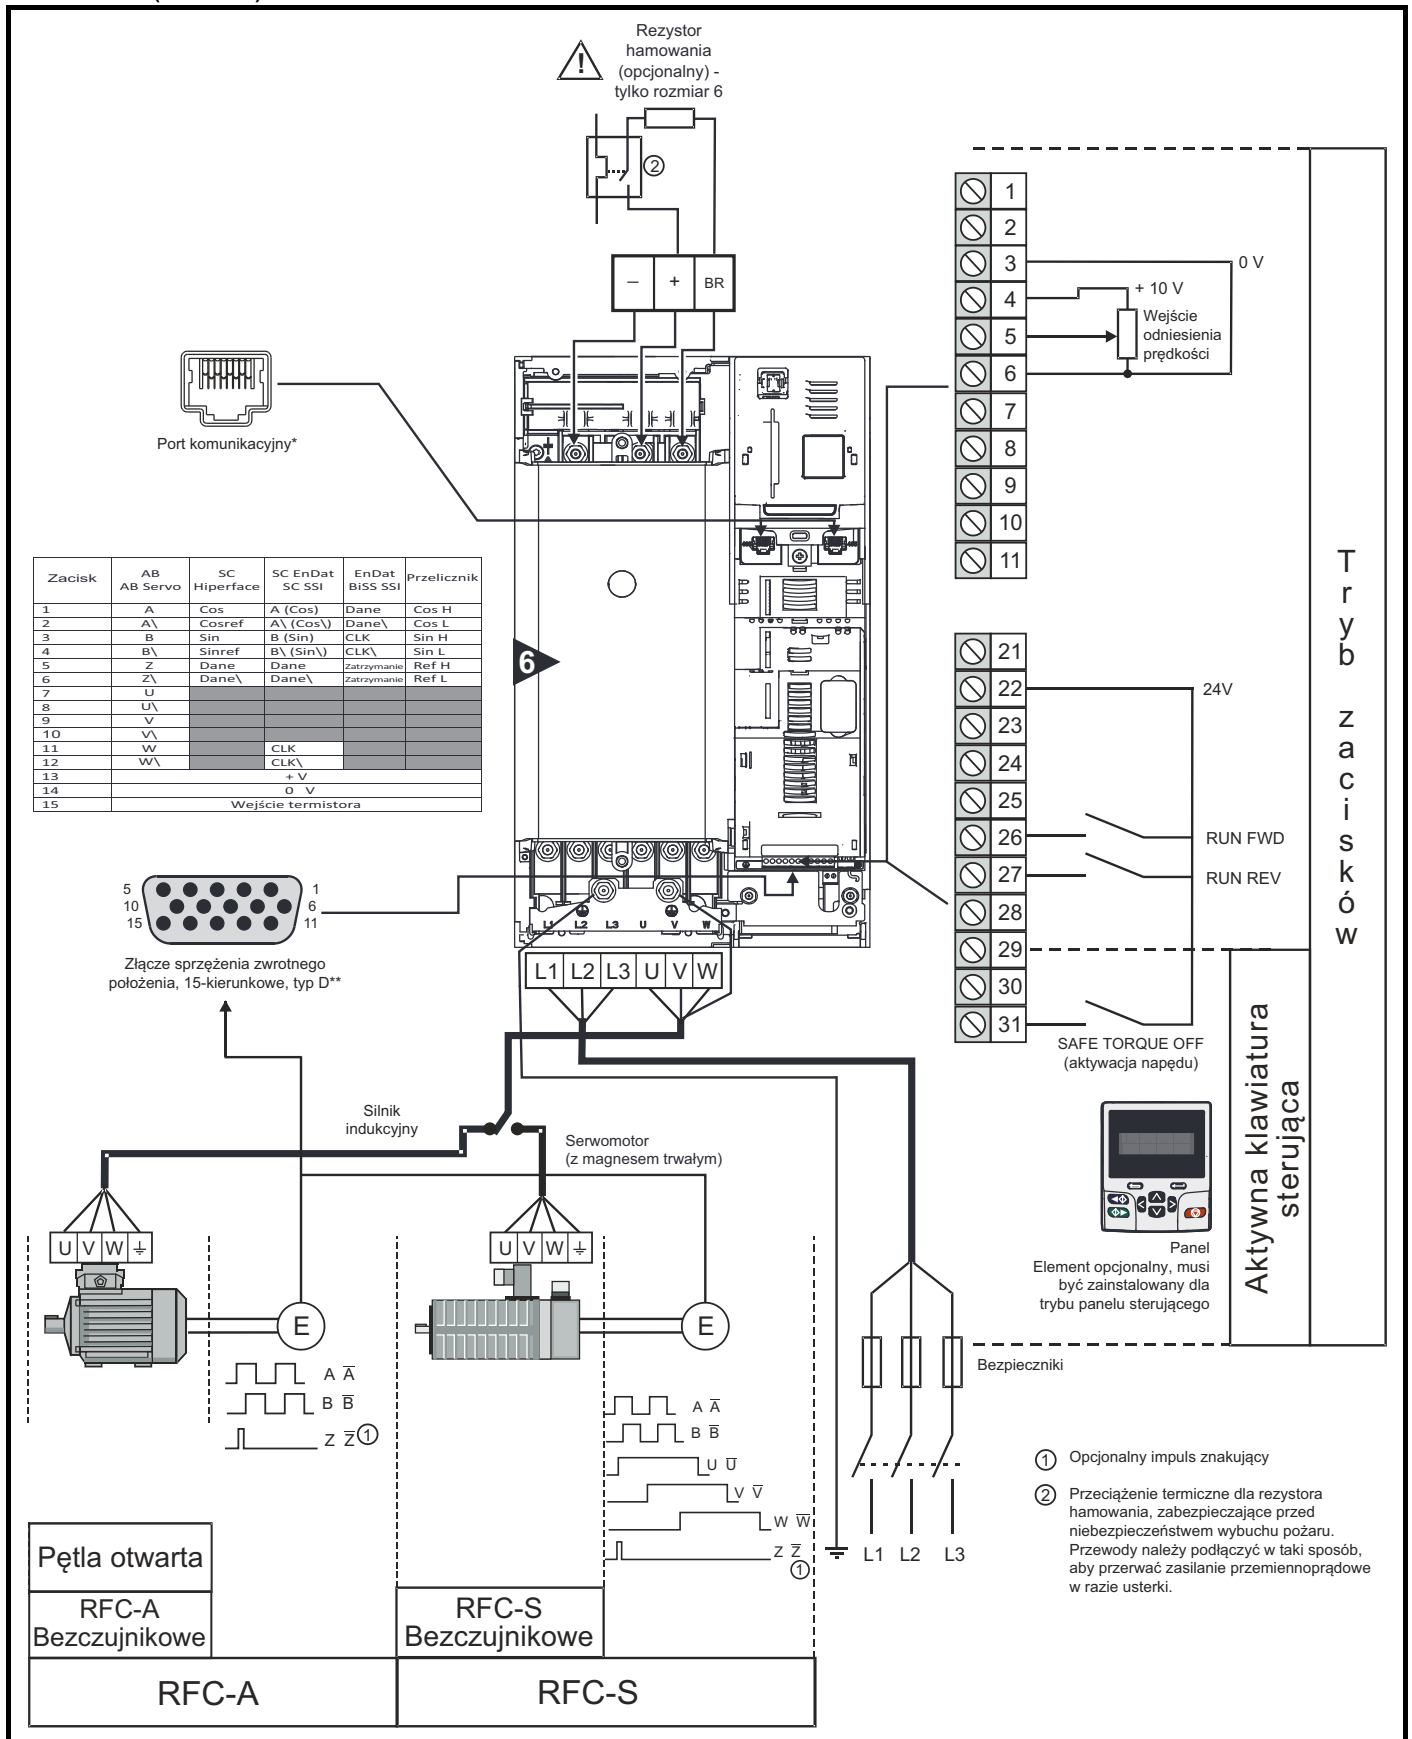 Rezystor
hamowania
(opcjonalny) -
tylko rozmiar 6
2
– + BR
Port komunikacyjny*
1
2
3
4
5
6
7
8
9
10
11
0 V
+ 10 V
Wejście
odniesienia
prędkości
Zacisk AB AB Servo SC Hiperface SC EnDat SC SSI EnDat BiSS SSI Przelicznik
1 A Cos A (Cos) Dane Cos H
2 A\ Cosref A\ (Cos\) Dane\ Cos L
3 B Sin B (Sin) CLK Sin H
4 B\ Sinref B\ (Sin\) CLK\ Sin L
5 Z Dane Dane Zatrzymanie Ref H
6 Z\ Dane\ Dane\ Zatrzymanie Ref L
7 U
8 U\
9 V
10 V\
11 W CLK
12 W\ CLK\
13 + V
14 0 V
15 Wejście termistora
6
21
22
23
24
25
26
27
28
29
30
31
24V
RUN FWD
RUN REV
SAFE TORQUE OFF
(aktywacja napędu)
Tryb zacisków
Aktywna klawiatura
sterująca
5 1
10 6
15 11
Złącze sprzężenia zwrotnego
położenia, 15-kierunkowe, typ D**
L1 L2 L3 U V W
L1 L2 L3 U V W
Silnik
indukcyjny
Serwomotor
(z magnesem trwałym)
U V W
U V W
E
E
Panel
Element opcjonalny, musi
być zainstalowany dla
trybu panelu sterującego
Bezpieczniki
A A̅
B B̅
Z Z̅ 1
A A̅
B B̅
U U̅
V V̅
W W̅
Z Z̅
1
L1 L2 L3
1 Opcjonalny impuls znakujący
2 Przeciążenie termiczne dla rezystora
hamowania, zabezpieczające przed
niebezpieczeństwem wybuchu pożaru.
Przewody należy podłączyć w taki sposób,
aby przerwać zasilanie przemiennoprądowe
w razie usterki.
Pętla otwarta
RFC-A
Bezczujnikowe
RFC-S
Bezczujnikowe
RFC-A
RFC-S